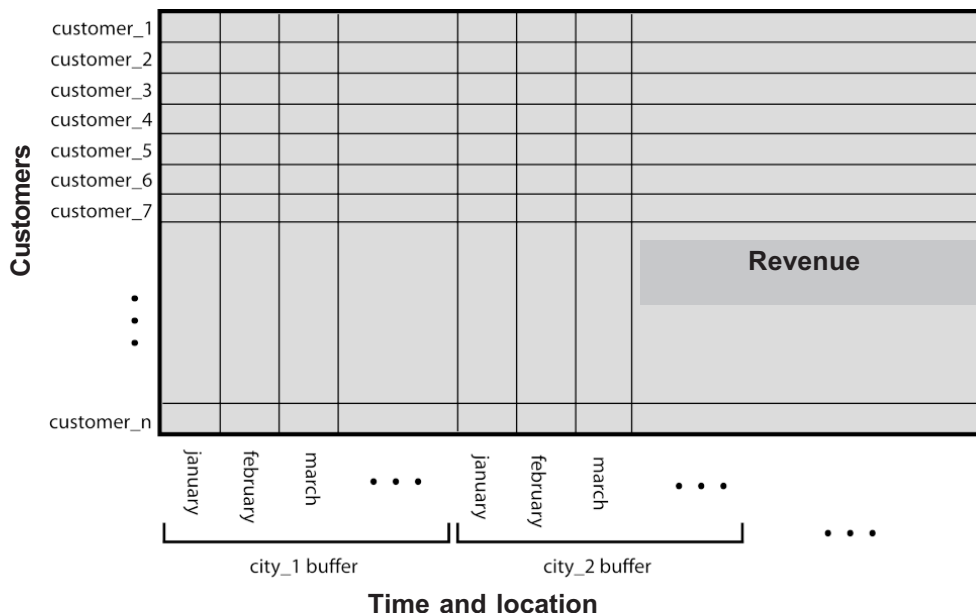 customer_1
customer_2
customer_3
customer_4
customer_5
customer_6
customer_7
Customers
Revenue
customer_n
january
february
march
january
february
march
city_1 buffer
city_2 buffer
Time and location